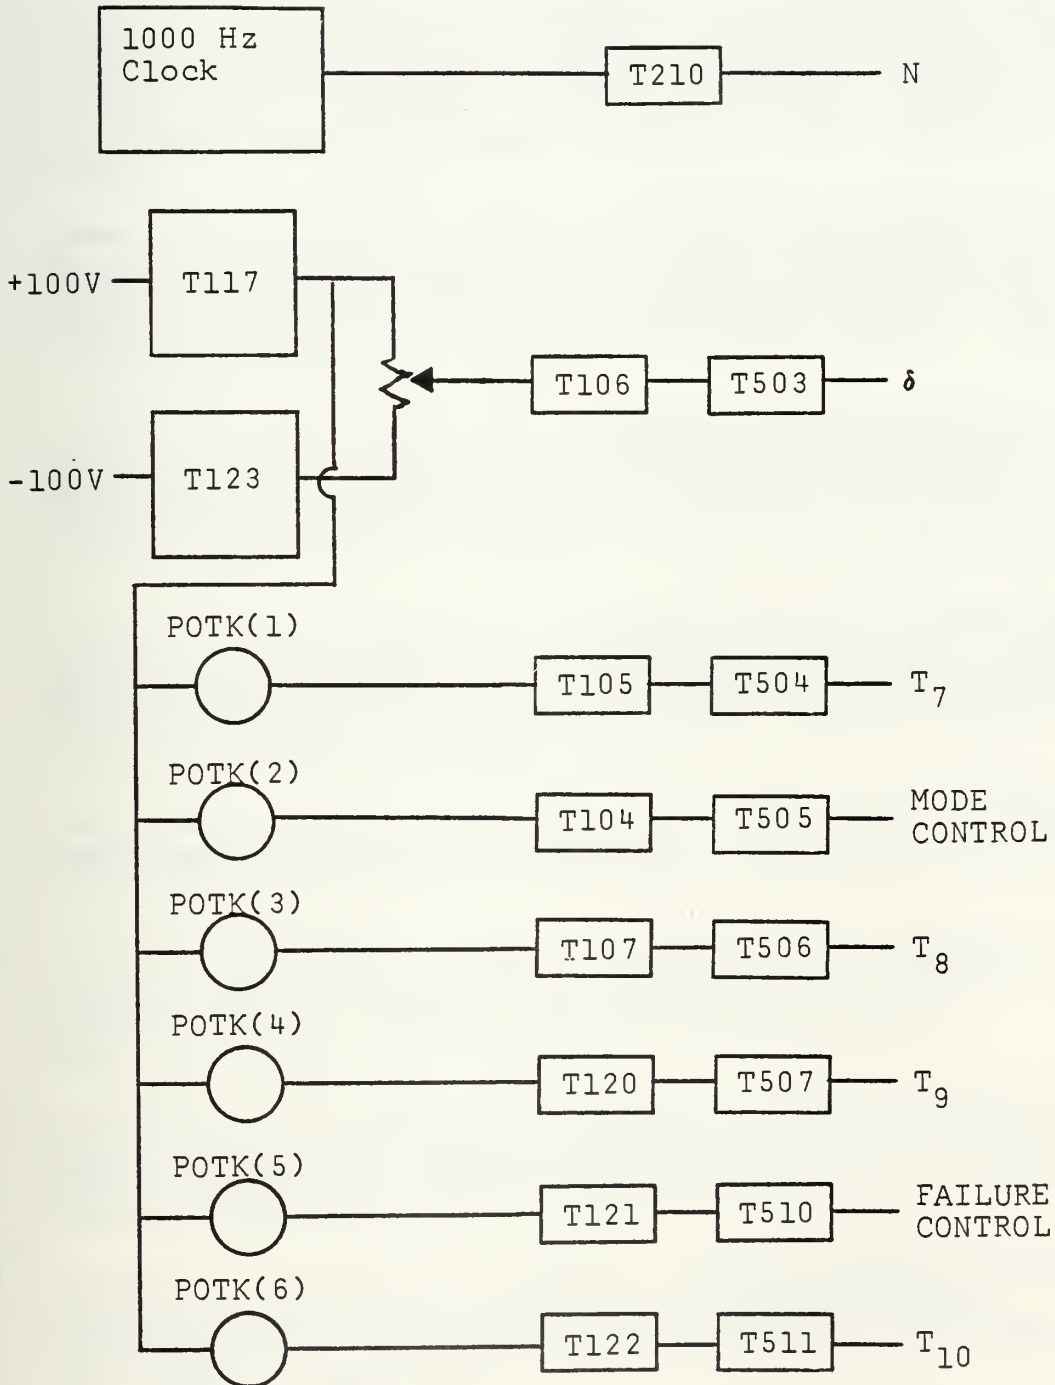 1000 Hz
Clock
T210
N
+100V
T117
T106
T503
δ
-100V
T123
POTK(1)
T105
T504
T7
POTK(2)
T104
T505
MODE
CONTROL
POTK(3)
T107
T506
T8
POTK(4)
T120
T507
T9
POTK(5)
T121
T510
FAILURE
CONTROL
POTK(6)
T122
T511
T10